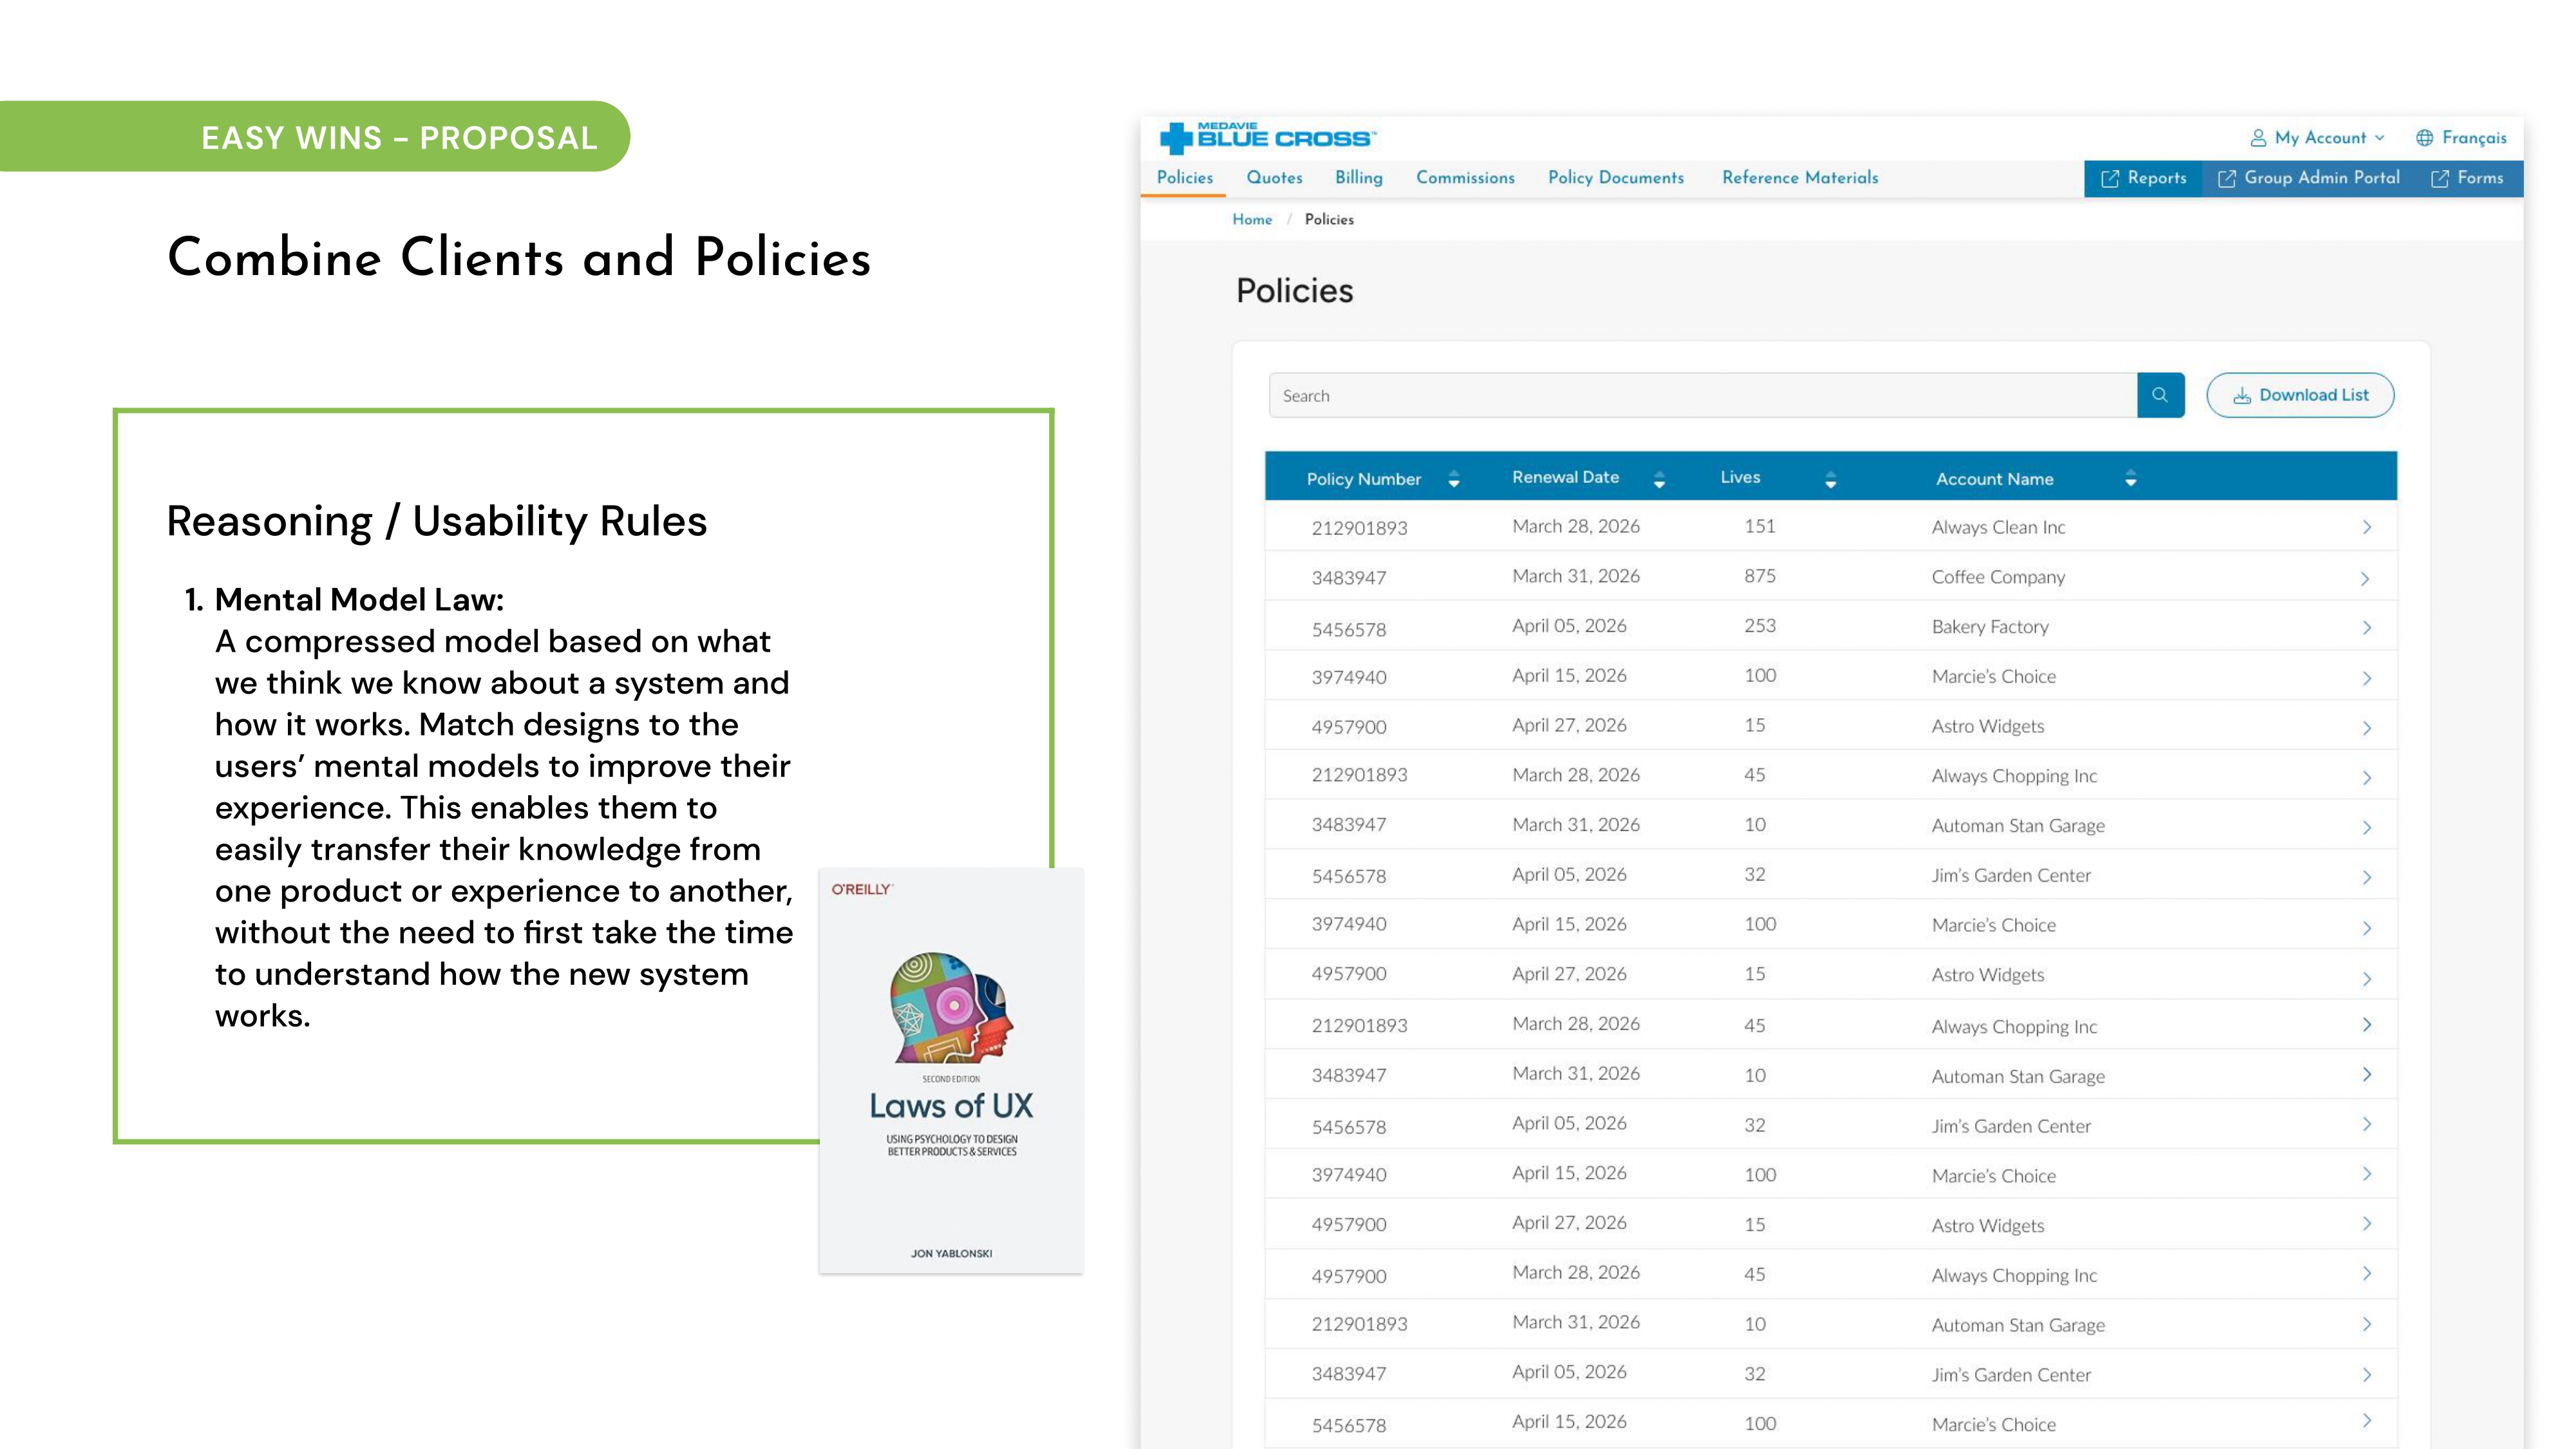 EASY WINS – PROPOSAL
Combine Clients and Policies
Reasoning / Usability Rules
1. Mental Model Law:
A compressed model based on what
we think we know about a system and
how it works. Match designs to the
users’ mental models to improve their
experience. This enables them to
easily transfer their knowledge from
one product or experience to another,
without the need to first take the time
to understand how the new system
works.
O'REILLY®
SECOND EDITION
Laws of UX
USING PSYCHOLOGY TO DESIGN
BETTER PRODUCTS & SERVICES
JON YABLONSKI
MEDAVIE
BLUE CROSS™
My Account Français
Policies Quotes Billing Commissions Policy Documents Reference Materials Reports Group Admin Portal Forms
Home / Policies
Policies
Search Download List
Policy Number Renewal Date Lives Account Name
212901893 March 28, 2026 151 Always Clean Inc
3483947 March 31, 2026 875 Coffee Company
5456578 April 05, 2026 253 Bakery Factory
3974940 April 15, 2026 100 Marcie’s Choice
4957900 April 27, 2026 15 Astro Widgets
212901893 March 28, 2026 45 Always Chopping Inc
3483947 March 31, 2026 10 Automan Stan Garage
5456578 April 05, 2026 32 Jim’s Garden Center
3974940 April 15, 2026 100 Marcie’s Choice
4957900 April 27, 2026 15 Astro Widgets
212901893 March 28, 2026 45 Always Chopping Inc
3483947 March 31, 2026 10 Automan Stan Garage
5456578 April 05, 2026 32 Jim’s Garden Center
3974940 April 15, 2026 100 Marcie’s Choice
4957900 April 27, 2026 15 Astro Widgets
4957900 March 28, 2026 45 Always Chopping Inc
212901893 March 31, 2026 10 Automan Stan Garage
3483947 April 05, 2026 32 Jim’s Garden Center
5456578 April 15, 2026 100 Marcie’s Choice